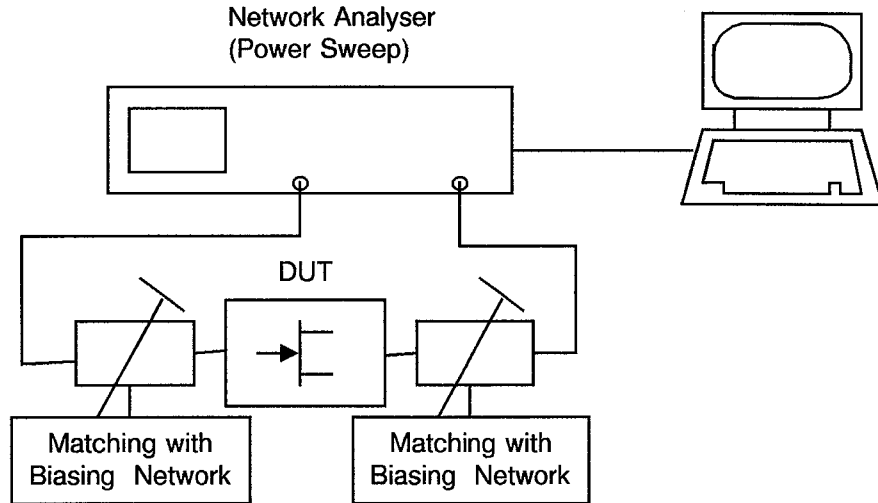 Network Analyser
(Power Sweep)
DUT
Matching with
Biasing Network
Matching with
Biasing Network